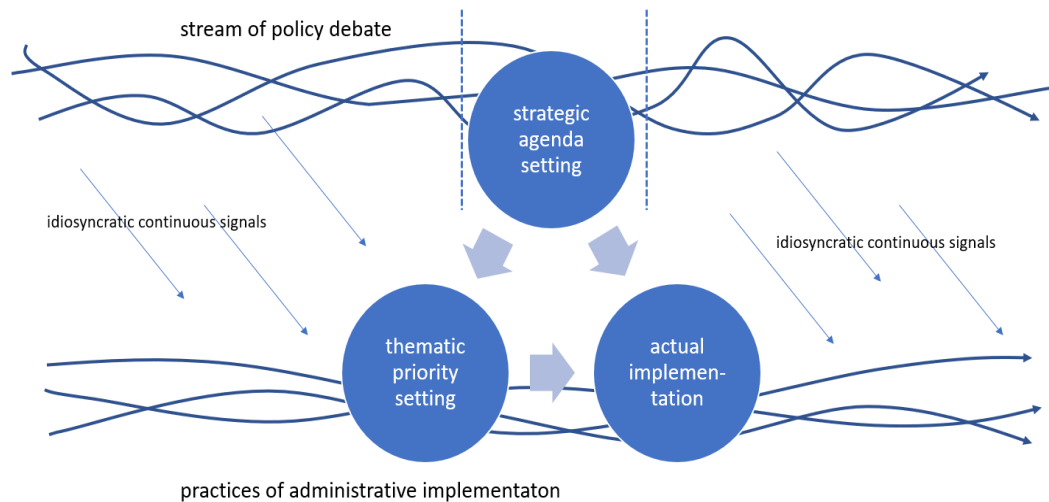 stream of policy debate
strategic
agenda
setting
idiosyncratic continuous signals
idiosyncratic continuous signals
thematic
priority
setting
actual
implemen-
tation
practices of administrative implementaton